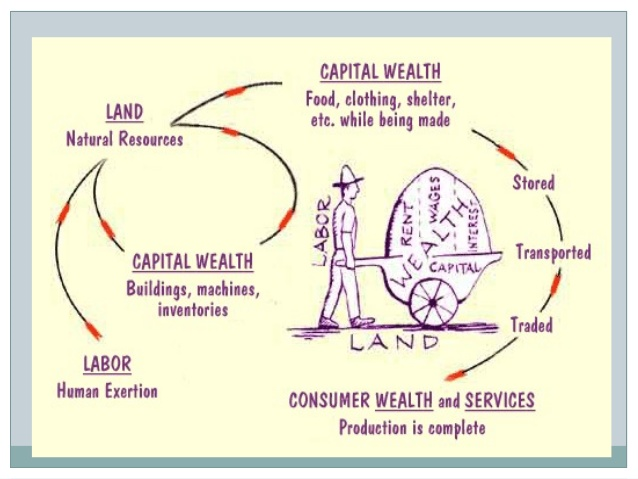 CAPITAL WEALTH
Food, clothing, shelter,
etc. while being made
LAND
Natural Resources
Stored
Transported
Traded
CAPITAL WEALTH
Buildings, machines,
inventories
LABOR
RENT
WAGES
INTEREST
WEALTH
CAPITAL
LAND
LABOR
Human Exertion
CONSUMER WEALTH and SERVICES
Production is complete